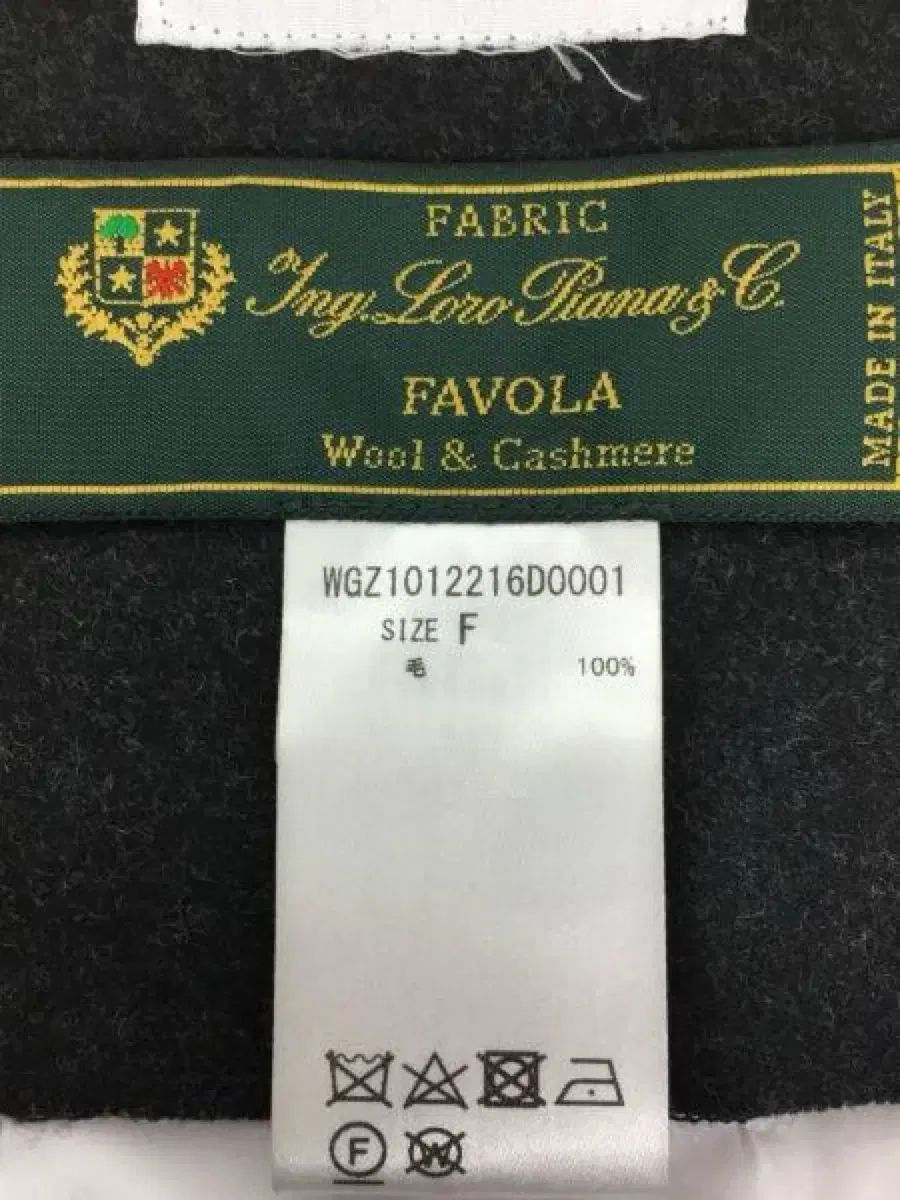 FABRIC
Ing. Loro Piana & C.
FAVOLA
Wool & Cashmere
MADE IN ITALY
WGZ1012216D0001
SIZE F
毛 100%
F
W